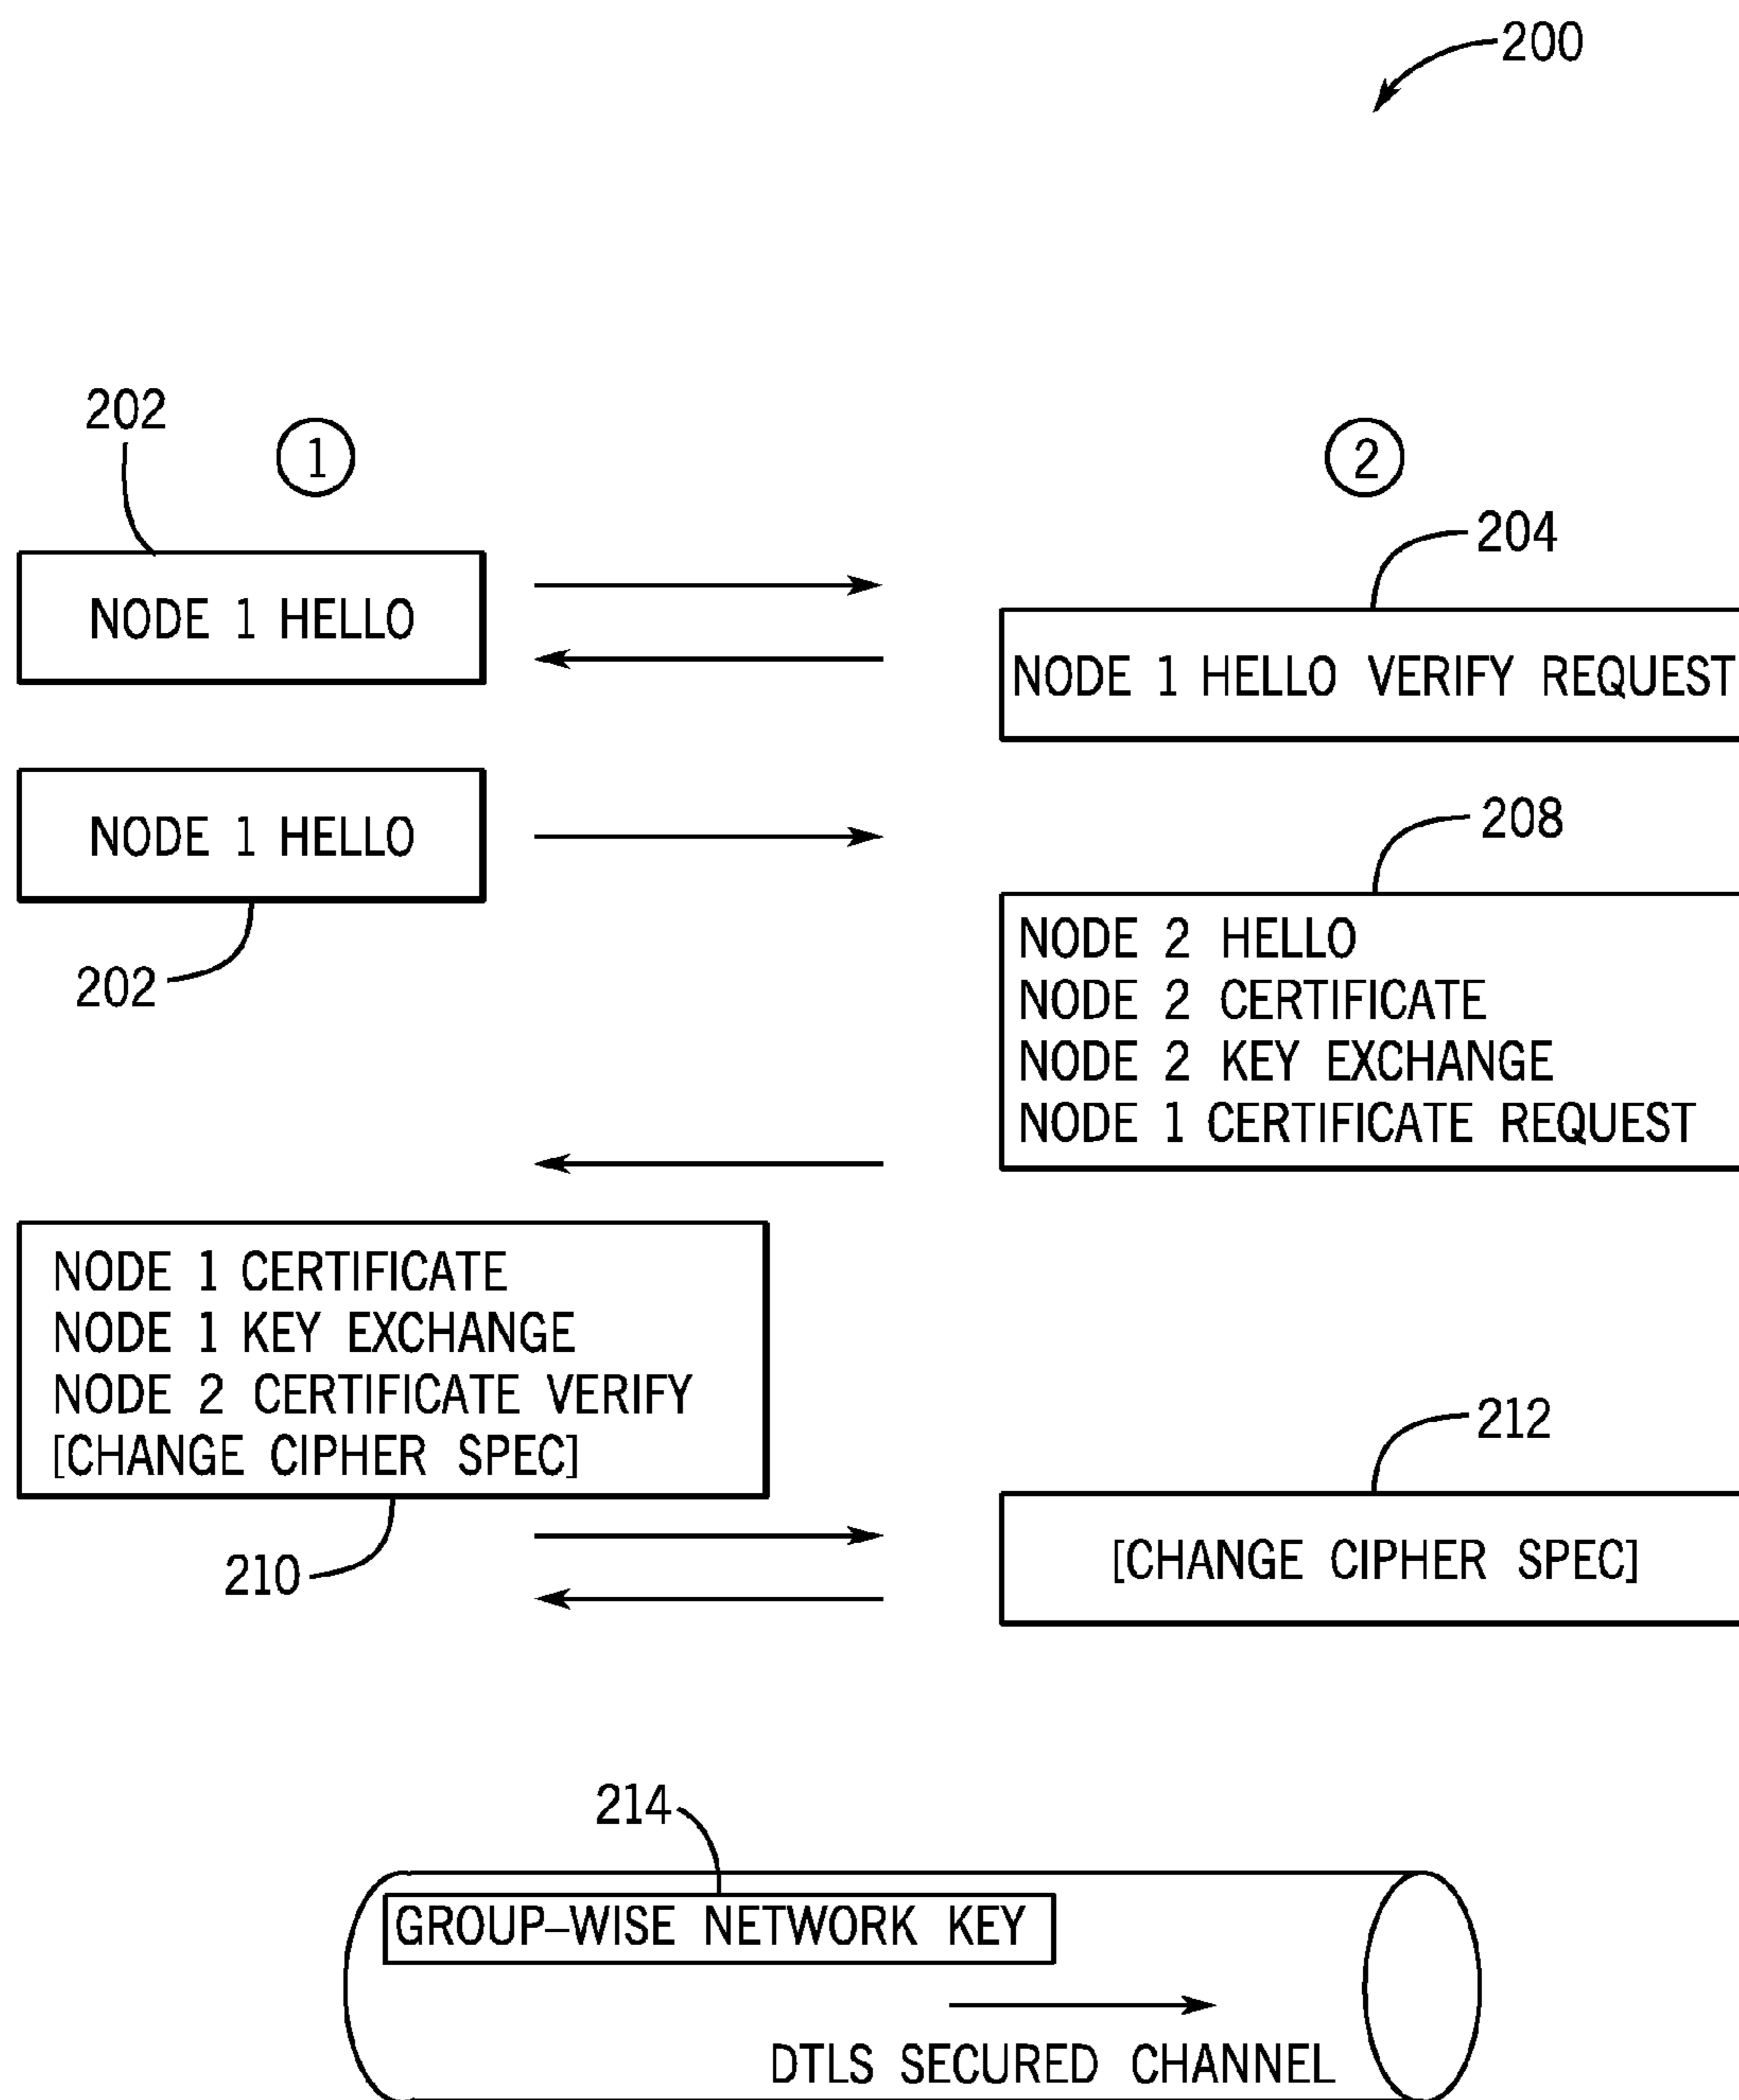 200
202
1
2
204
NODE 1 HELLO
NODE 1 HELLO VERIFY REQUEST
NODE 1 HELLO
208
202
NODE 2 HELLO
NODE 2 CERTIFICATE
NODE 2 KEY EXCHANGE
NODE 1 CERTIFICATE REQUEST
NODE 1 CERTIFICATE
NODE 1 KEY EXCHANGE
NODE 2 CERTIFICATE VERIFY
[CHANGE CIPHER SPEC]
210
212
[CHANGE CIPHER SPEC]
214
GROUP–WISE NETWORK KEY
DTLS SECURED CHANNEL